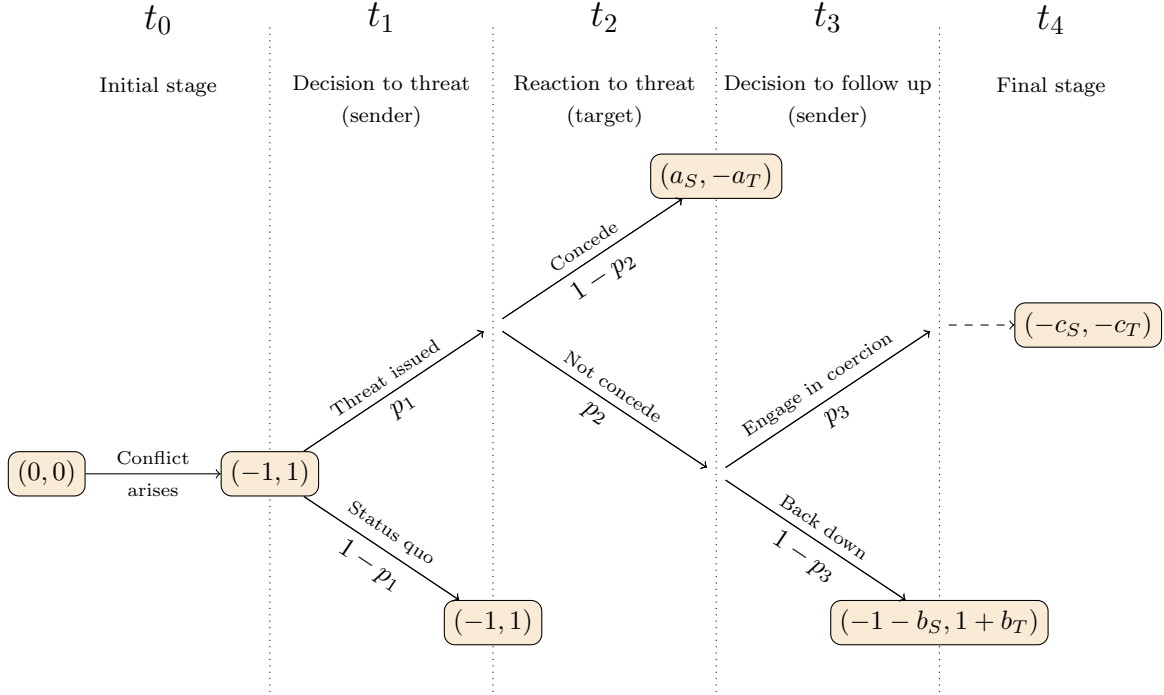 t₀ t₁ t₂ t₃ t₄
Initial stage
Decision to threat
(sender)
Reaction to threat
(target)
Decision to follow up
(sender)
Final stage
(a_S, −a_T)
Concede
1 − p₂
(−c_S, −c_T)
Threat issued
p₁
Not concede
p₂
Engage in coercion
p₃
(0, 0)
Conflict
arises
(−1, 1)
Status quo
1 − p₁
Back down
1 − p₃
(−1, 1)
(−1 − b_S, 1 + b_T)